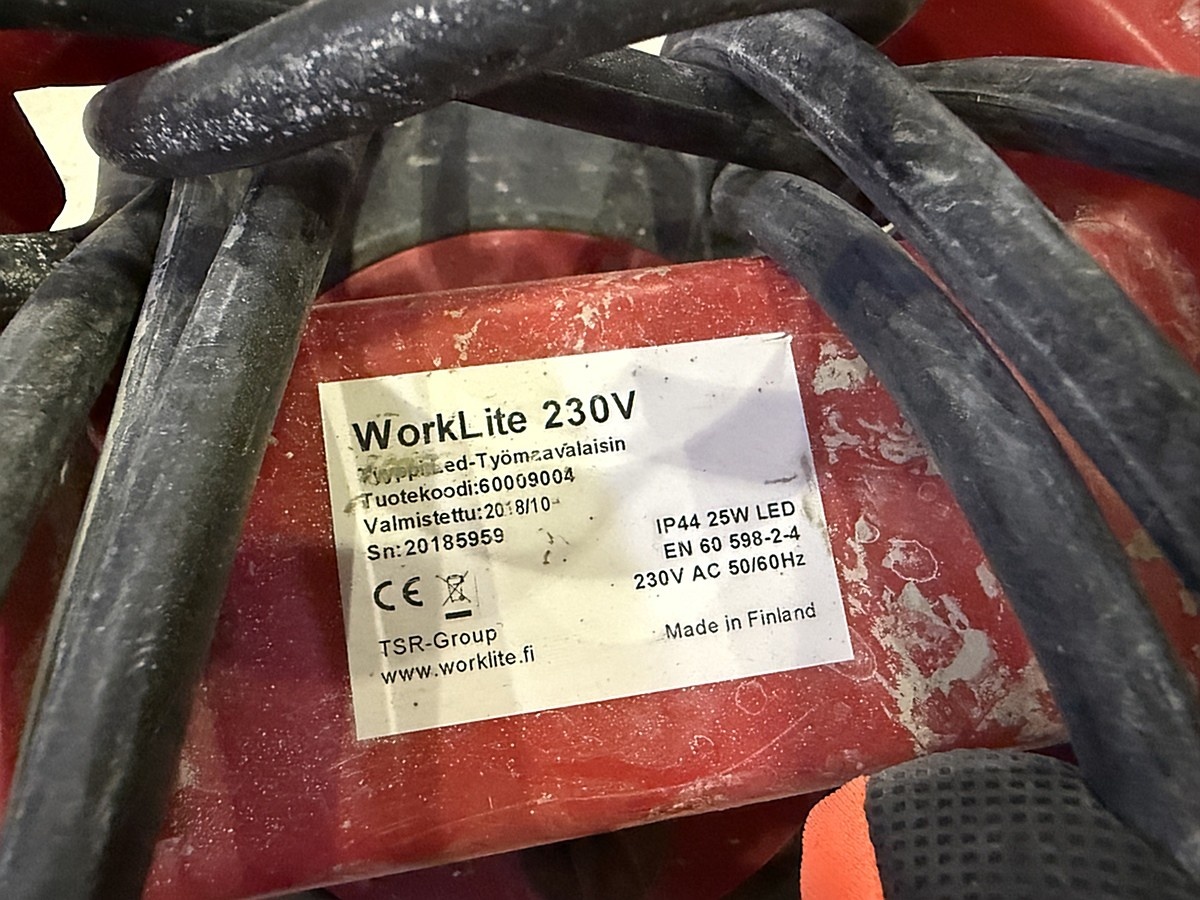 WorkLite 230V
Led-Työmaavalaisin
Tuotekoodi:60009004
Valmistettu:2018/10
Sn:20185959
IP44 25W LED
EN 60 598-2-4
230V AC 50/60Hz
CE
TSR-Group
www.worklite.fi
Made in Finland